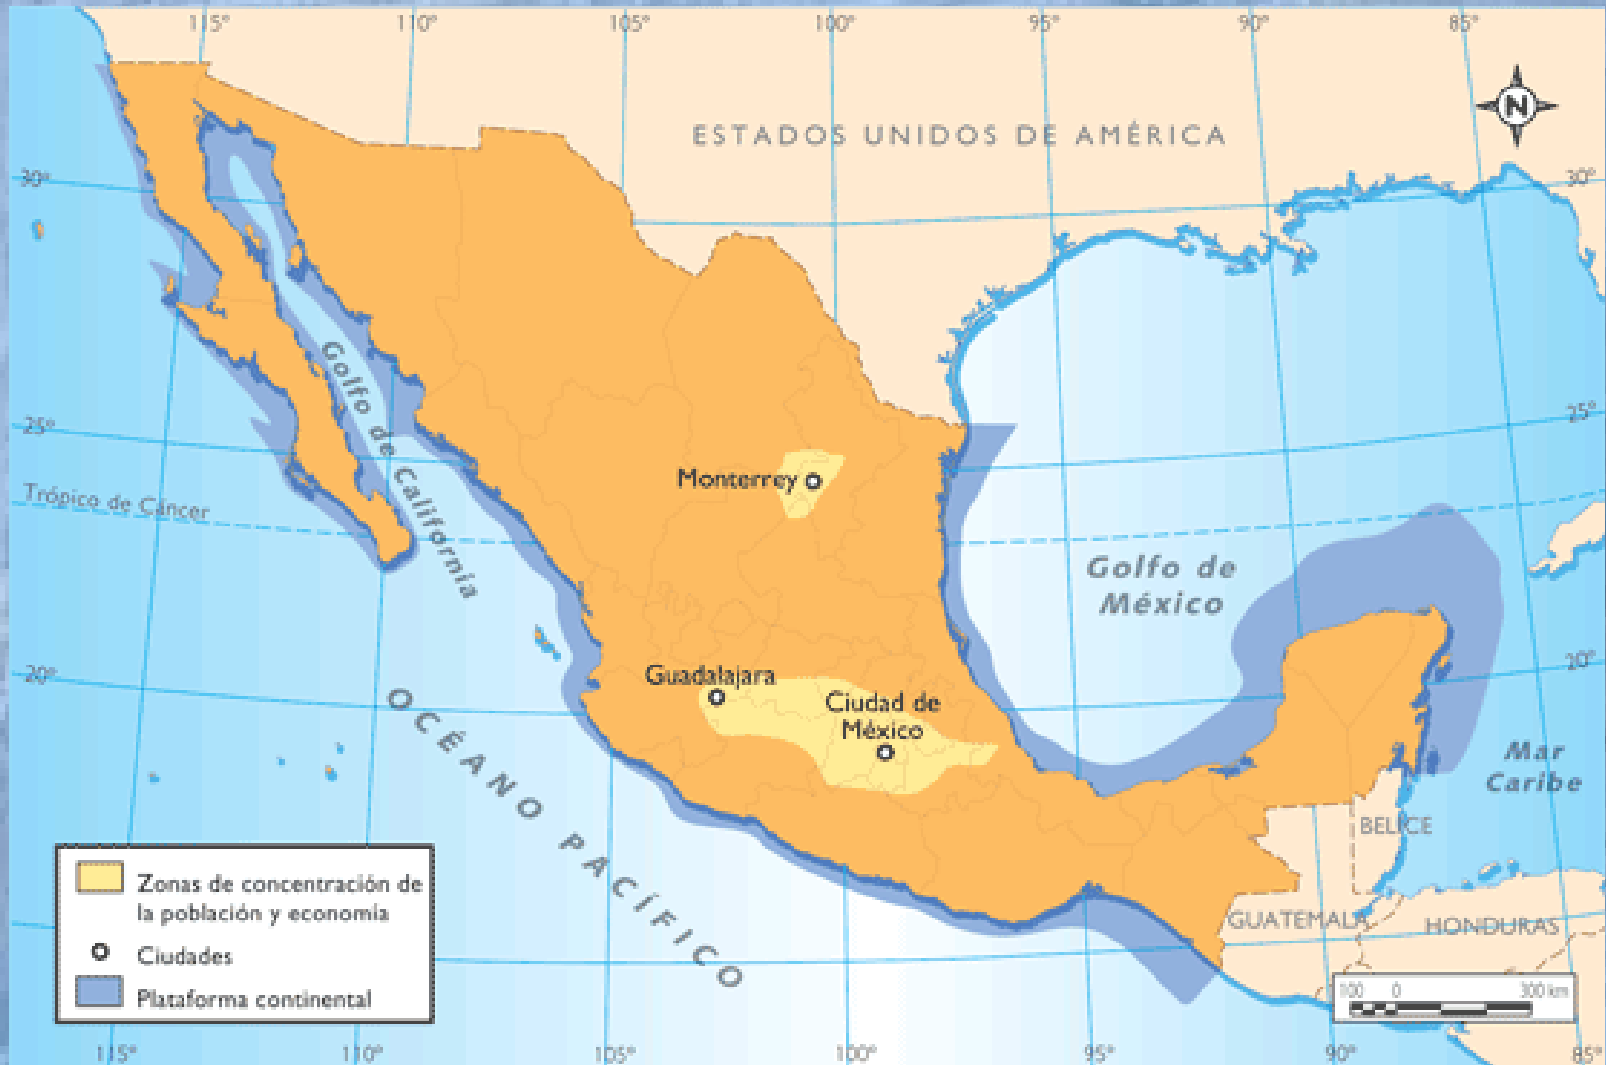 115° 110° 105° 100° 95° 90° 85°
N
ESTADOS UNIDOS DE AMÉRICA
30° 30°
Golfo de California
25° 25°
Monterrey
Trópico de Cáncer
Golfo de
México
20° 20°
Guadalajara
Ciudad de
México
OCÉANO PACÍFICO
Mar
Caribe
BELICE
GUATEMALA
HONDURAS
Zonas de concentración de
la población y economía
Ciudades
Plataforma continental
100 0 300 km
115° 110° 105° 100° 95° 90° 85°